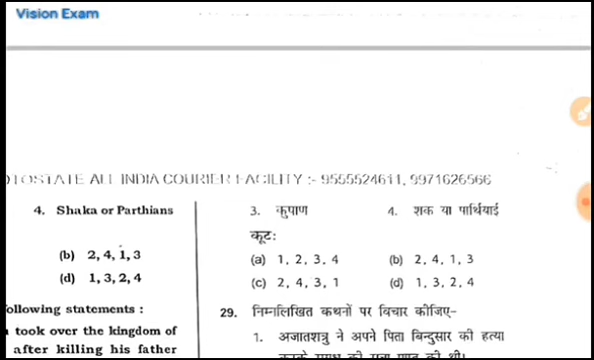 Vision Exam
OTOSTATE ALL INDIA COURIER FACILITY :- 9555524611, 9971626566
4. Shaka or Parthians
(b) 2, 4, 1, 3
(d) 1, 3, 2, 4
ollowing statements :
took over the kingdom of
after killing his father
3. कुषाण 4. शक या पार्थियाई
कूट:
(a) 1, 2, 3, 4 (b) 2, 4, 1, 3
(c) 2, 4, 3, 1 (d) 1, 3, 2, 4
29. निम्नलिखित कथनों पर विचार कीजिए-
1. अजातशत्रु ने अपने पिता बिन्दुसार की हत्या